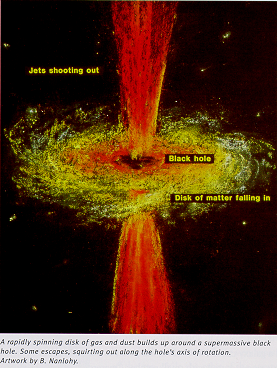 Jets shooting out
Black hole
Disk of matter falling in
A rapidly spinning disk of gas and dust builds up around a supermassive black
hole. Some escapes, squirting out along the hole's axis of rotation.
Artwork by B. Nanlohy.